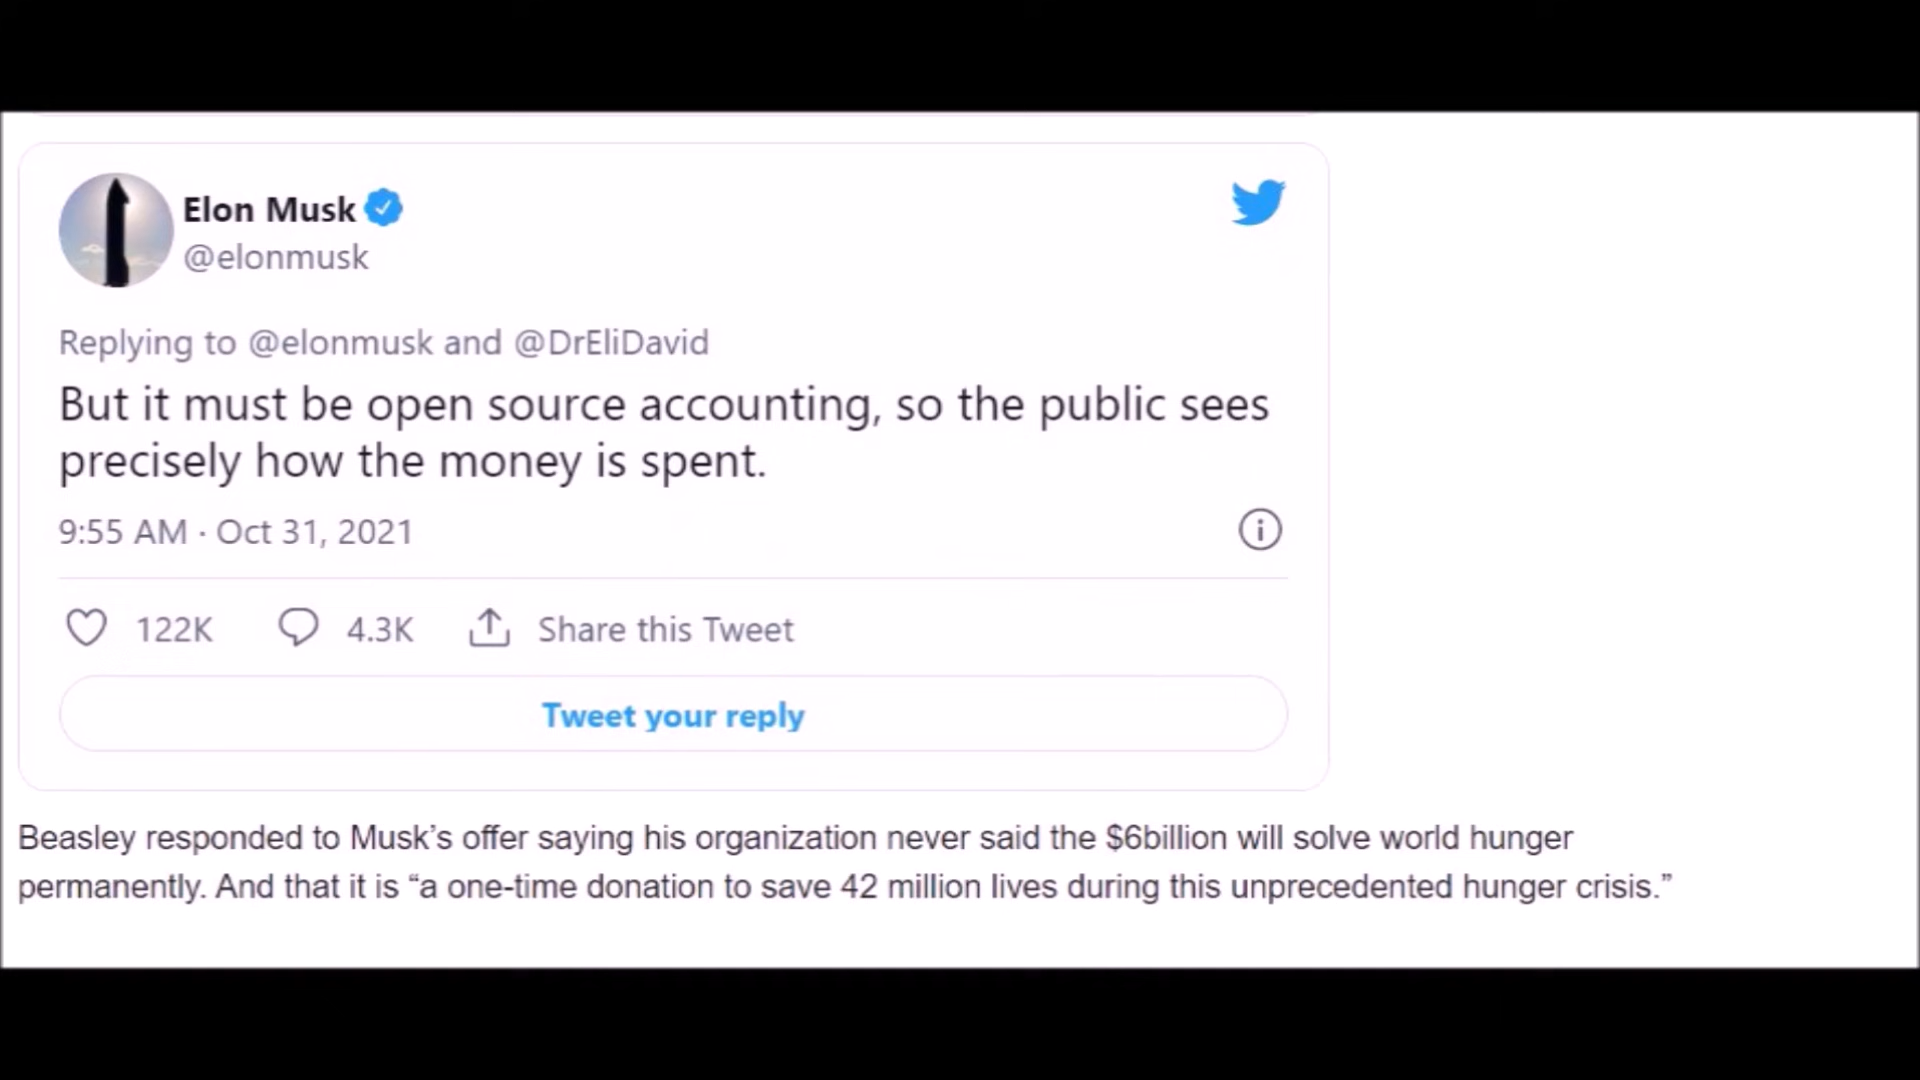 Elon Musk
@elonmusk
Replying to @elonmusk and @DrEliDavid
But it must be open source accounting, so the public sees
precisely how the money is spent.
9:55 AM · Oct 31, 2021
122K 4.3K Share this Tweet
Tweet your reply
Beasley responded to Musk’s offer saying his organization never said the $6billion will solve world hunger
permanently. And that it is “a one-time donation to save 42 million lives during this unprecedented hunger crisis.”